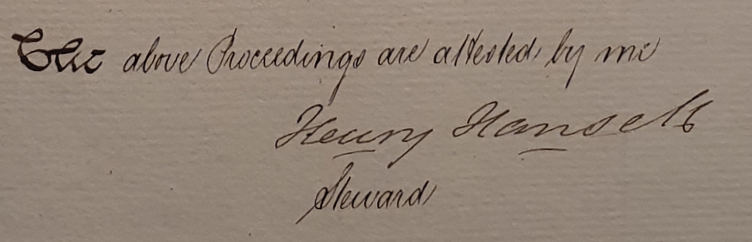 The above Proceedings are attested by me
Henry Hansell
Steward